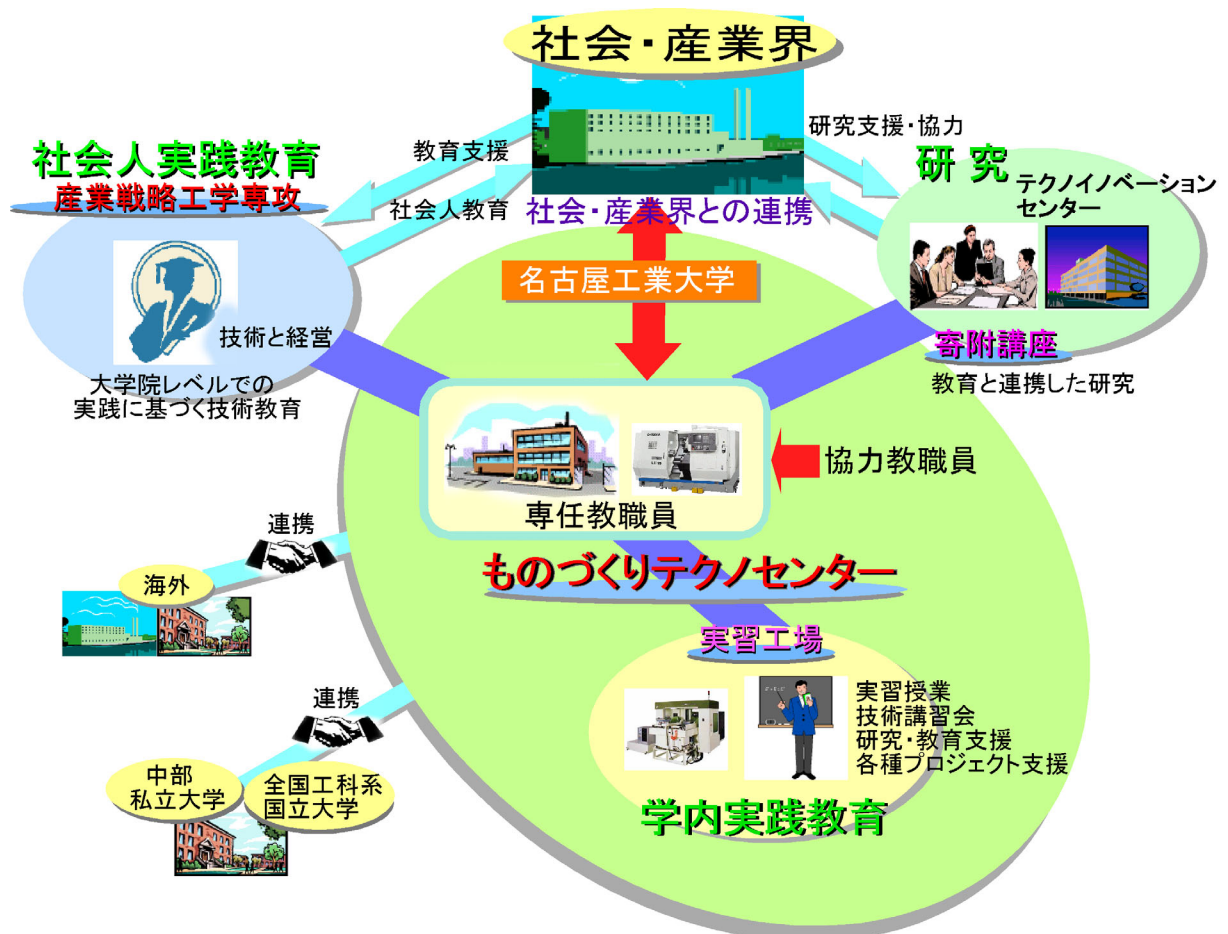 社会・産業界
教育支援
研究支援・協力
社会人実践教育
産業戦略工学専攻
社会人教育
社会・産業界との連携
研究
テクノイノベーション
センター
名古屋工業大学
技術と経営
寄附講座
大学院レベルでの
実践に基づく技術教育
教育と連携した研究
協力教職員
専任教職員
連携
ものづくりテクノセンター
海外
実習工場
連携
実習授業
技術講習会
研究・教育支援
各種プロジェクト支援
中部
私立大学
全国工科系
国立大学
学内実践教育